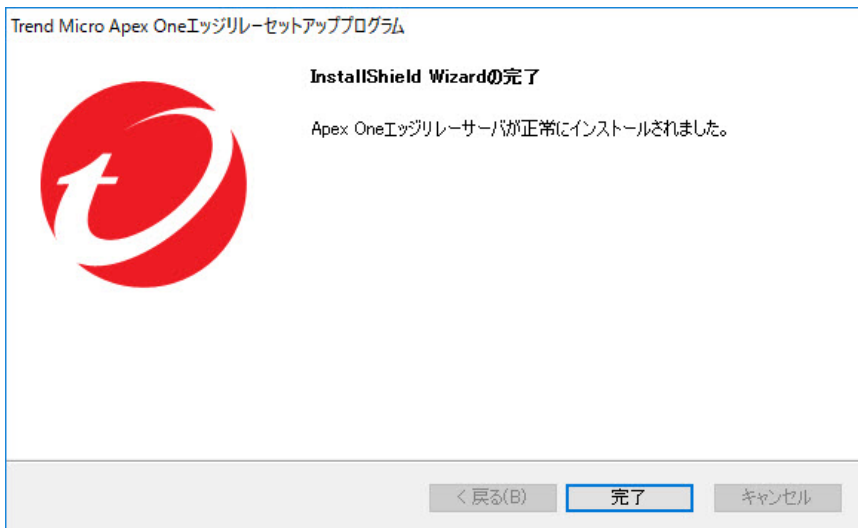 Trend Micro Apex Oneエッジリレーセットアッププログラム
InstallShield Wizardの完了
Apex Oneエッジリレーサーバが正常にインストールされました。
< 戻る(B)
完了
キャンセル